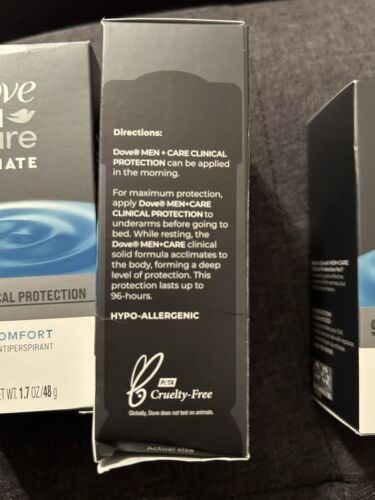 Dove
Care
CLINICAL PROTECTION
COMFORT
ANTIPERSPIRANT
NET WT. 1.7 OZ/48 g
Directions:
Dove® MEN + CARE CLINICAL
PROTECTION can be applied
in the morning.
For maximum protection,
apply Dove® MEN+CARE
CLINICAL PROTECTION to
underarms before going to
bed. While resting, the
Dove® MEN+CARE clinical
solid formula acclimates to
the body, forming a deep
level of protection. This
protection lasts up to
96-hours.
HYPO-ALLERGENIC
PETA
Cruelty-Free
Globally, Dove does not test on animals.
Actual size